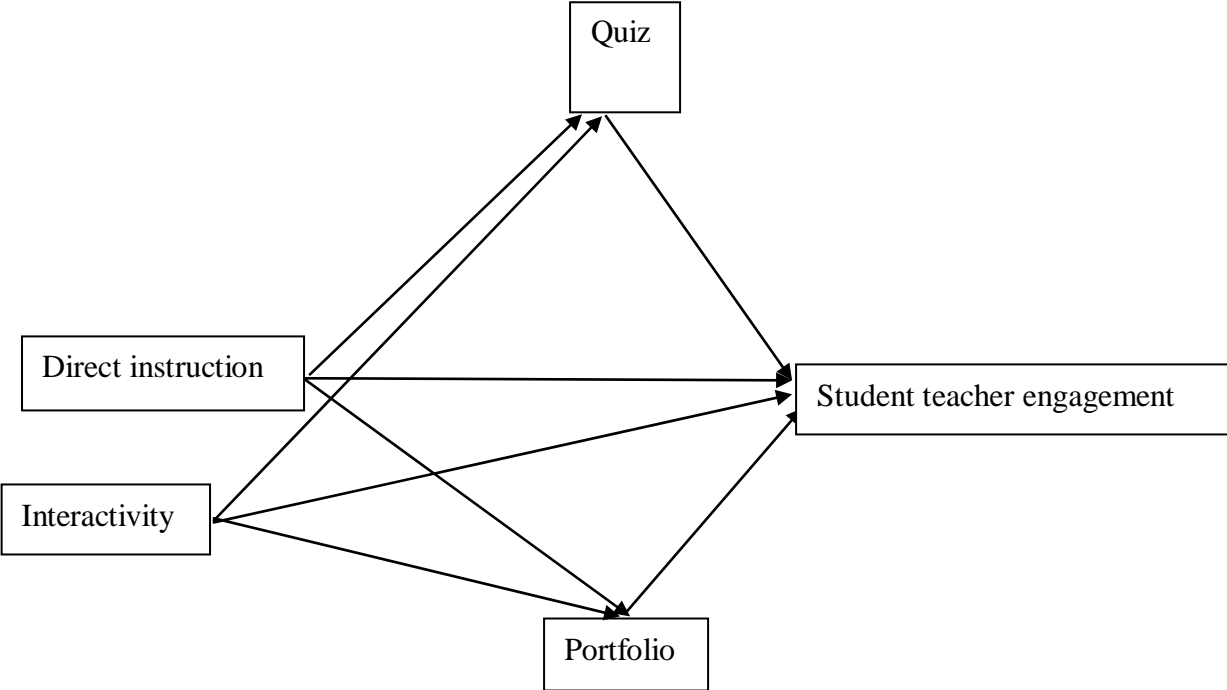 Quiz
Direct instruction
Student teacher engagement
Interactivity
Portfolio